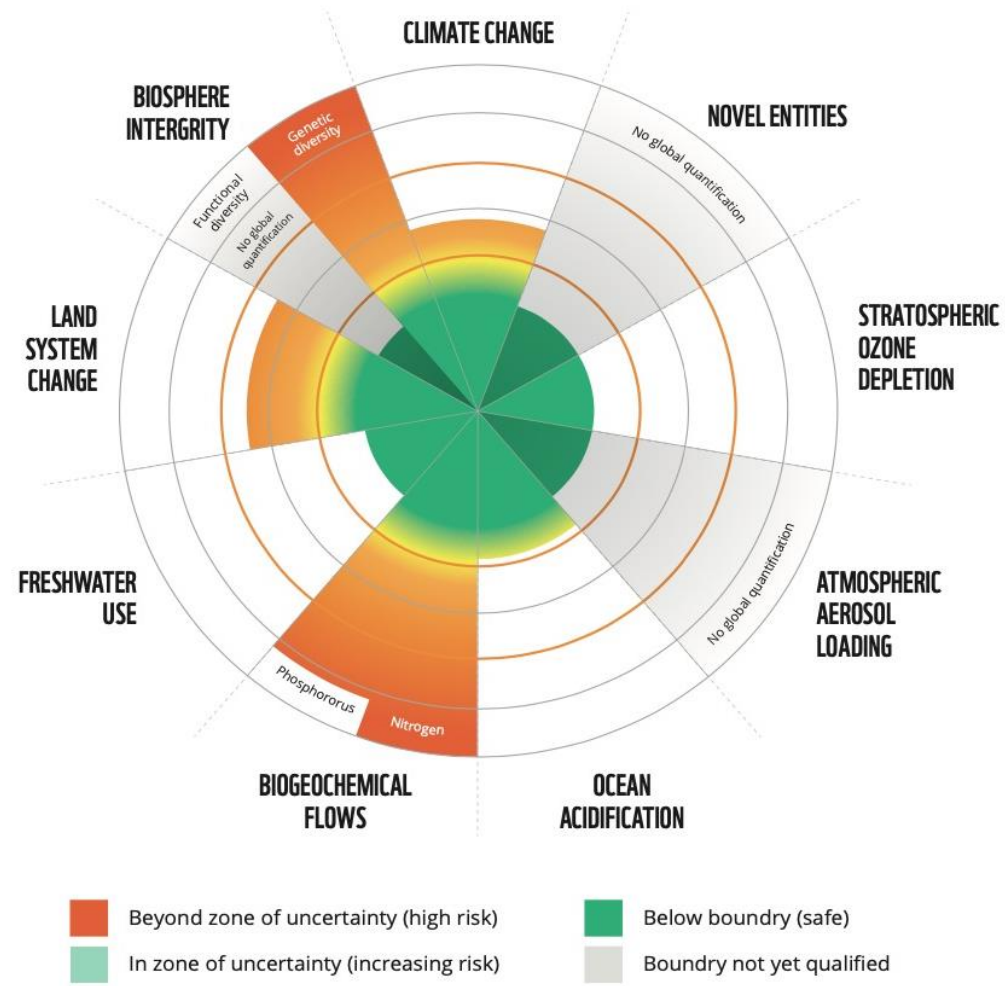 CLIMATE CHANGE
BIOSPHERE
INTERGRITY
Genetic
diversity
Functional
diversity
No global
quantification
NOVEL ENTITIES
No global quantification
LAND
SYSTEM
CHANGE
STRATOSPHERIC
OZONE
DEPLETION
FRESHWATER
USE
ATMOSPHERIC
AEROSOL
LOADING
No global quantification
Phosphororus
Nitrogen
BIOGEOCHEMICAL
FLOWS
OCEAN
ACIDIFICATION
Beyond zone of uncertainty (high risk)
Below boundry (safe)
In zone of uncertainty (increasing risk)
Boundry not yet qualified